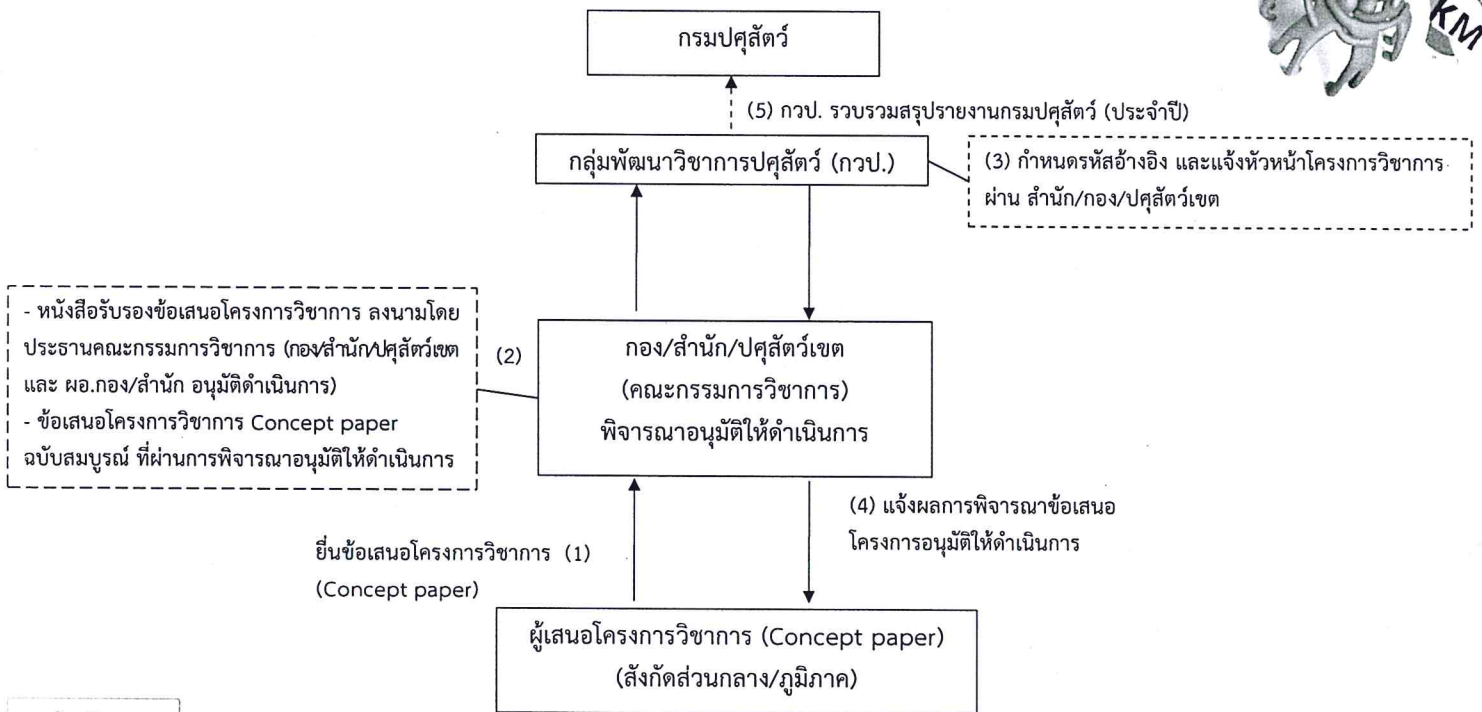 KM
กรมปศุสัตว์
(5) กวป. รวบรวมสรุปรายงานกรมปศุสัตว์ (ประจำปี)
กลุ่มพัฒนาวิชาการปศุสัตว์ (กวป.)
(3) กำหนดรหัสอ้างอิง และแจ้งหัวหน้าโครงการวิชาการ
ผ่าน สำนัก/กอง/ปศุสัตว์เขต
- หนังสือรับรองข้อเสนอโครงการวิชาการ ลงนามโดย
ประธานคณะกรรมการวิชาการ (กอง/สำนัก/ปศุสัตว์เขต
และ ผอ.กอง/สำนัก อนุมัติดำเนินการ)
- ข้อเสนอโครงการวิชาการ Concept paper
ฉบับสมบูรณ์ ที่ผ่านการพิจารณาอนุมัติให้ดำเนินการ
(2)
กอง/สำนัก/ปศุสัตว์เขต
(คณะกรรมการวิชาการ)
พิจารณาอนุมัติให้ดำเนินการ
(4) แจ้งผลการพิจารณาข้อเสนอ
โครงการอนุมัติให้ดำเนินการ
ยื่นข้อเสนอโครงการวิชาการ (1)
(Concept paper)
ผู้เสนอโครงการวิชาการ (Concept paper)
(สังกัดส่วนกลาง/ภูมิภาค)